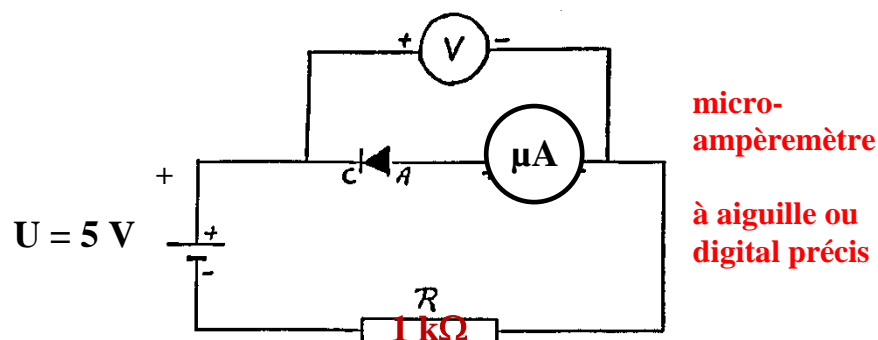 + V -
micro-
ampèremètre
C A µA
+
à aiguille ou
digital précis
U = 5 V
+
-
R
1 kΩ